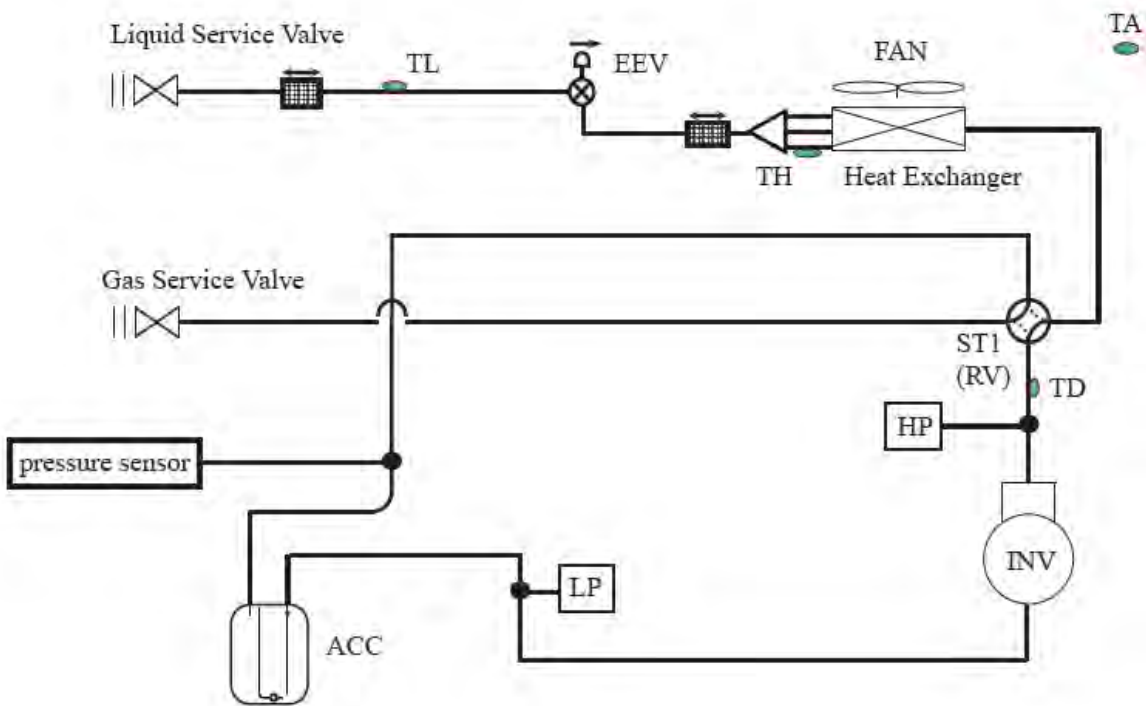 TA
Liquid Service Valve
TL
EEV
FAN
TH
Heat Exchanger
Gas Service Valve
ST1
(RV)
TD
HP
pressure sensor
INV
LP
ACC